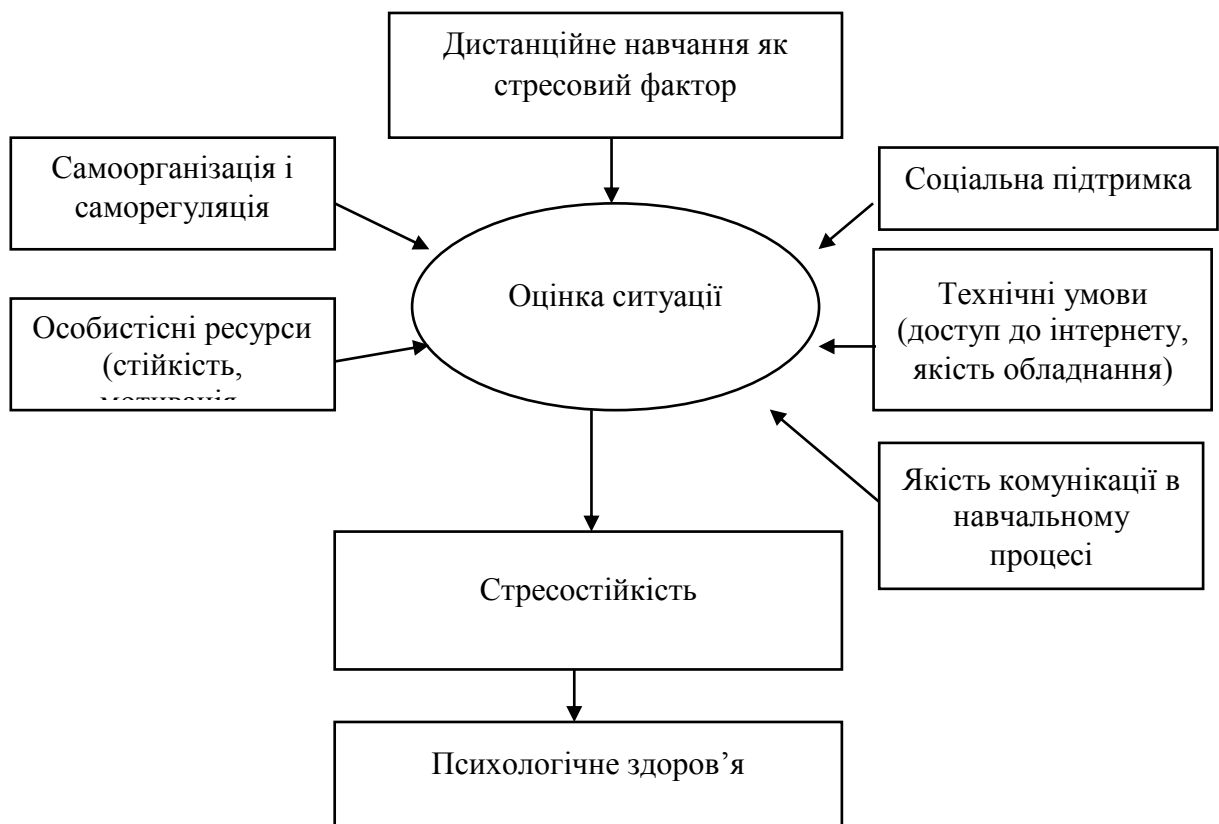 Дистанційне навчання як
стресовий фактор
Самоорганізація і
саморегуляція
Соціальна підтримка
Оцінка ситуації
Особистісні ресурси
(стійкість,
Технічні умови
(доступ до інтернету,
якість обладнання)
Якість комунікації в
навчальному
процесі
Стресостійкість
Психологічне здоров’я